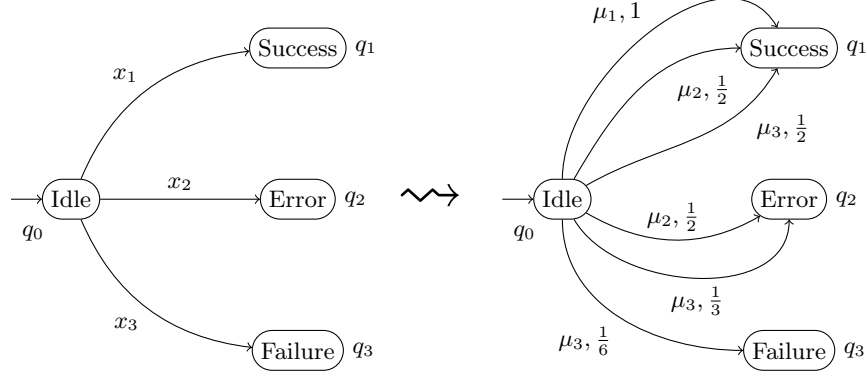 Success q₁
x₁
Idle
q₀
x₂
Error q₂
x₃
Failure q₃
μ₁, 1
Success q₁
μ₂, 1/2
μ₃, 1/2
Idle
q₀
Error q₂
μ₂, 1/2
μ₃, 1/3
μ₃, 1/6
Failure q₃